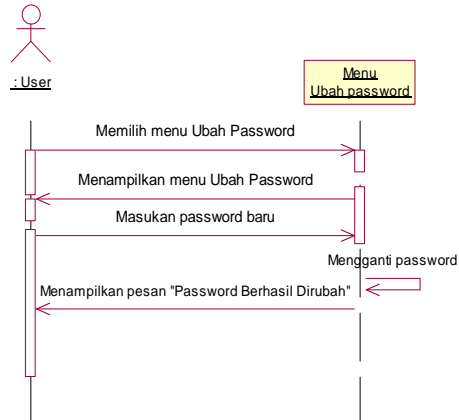 : User
Menu
Ubah password
Memilih menu Ubah Password
Menampilkan menu Ubah Password
Masukan password baru
Mengganti password
Menampilkan pesan "Password Berhasil Dirubah"